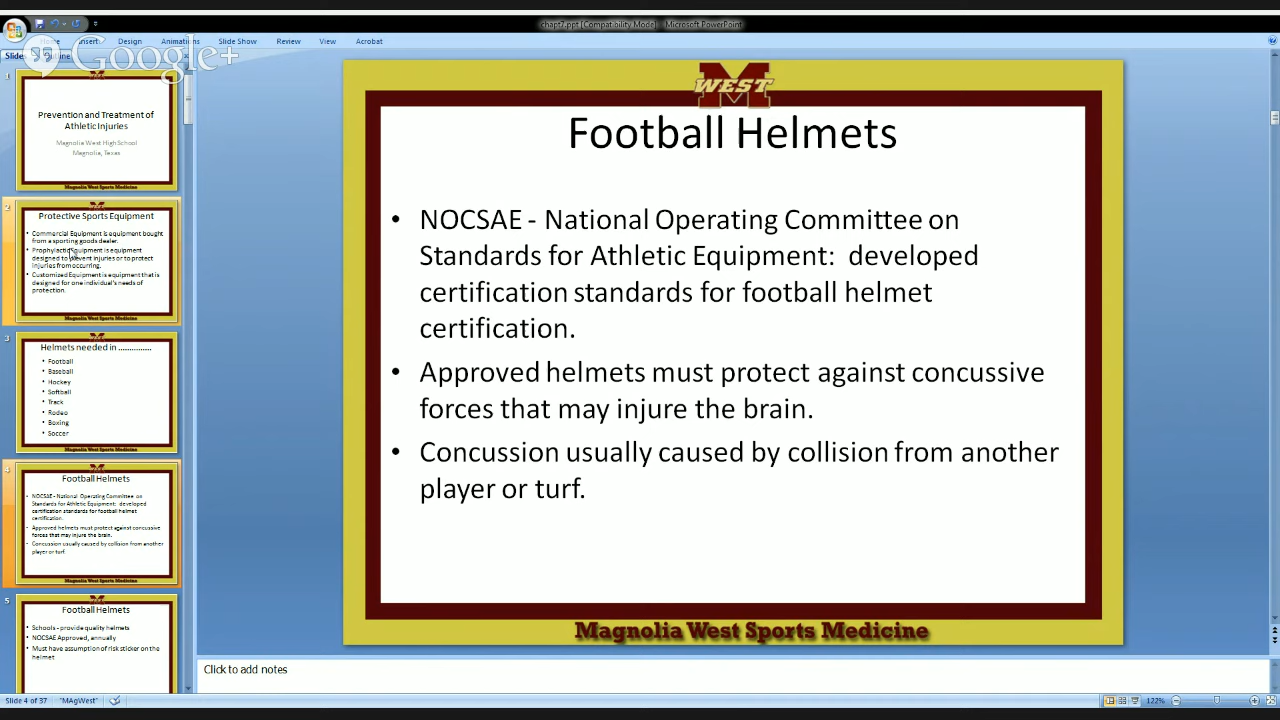 chapt7.ppt [Compatibility Mode] - Microsoft PowerPoint
Home
Insert
Design
Animations
Slide Show
Review
View
Acrobat
Slides
Outline
Google+
1
Prevention and Treatment of
Athletic Injuries
Magnolia West High School
Magnolia, Texas
Magnolia West Sports Medicine
2
Protective Sports Equipment
• Commercial Equipment is equipment bought
from a sporting goods dealer.
• Prophylactic Equipment is equipment
designed to prevent injuries or to protect
injuries from occurring.
• Customized Equipment is equipment that is
designed for one individual's needs of
protection.
Magnolia West Sports Medicine
3
Helmets needed in ...............
• Football
• Baseball
• Hockey
• Softball
• Track
• Rodeo
• Boxing
• Soccer
Magnolia West Sports Medicine
4
Football Helmets
• NOCSAE - National Operating Committee on
Standards for Athletic Equipment: developed
certification standards for football helmet
certification.
• Approved helmets must protect against concussive
forces that may injure the brain.
• Concussion usually caused by collision from another
player or turf.
Magnolia West Sports Medicine
5
Football Helmets
• Schools - provide quality helmets
• NOCSAE Approved, annually
• Must have assumption of risk sticker on the
helmet
M WEST
Football Helmets
• NOCSAE - National Operating Committee on
Standards for Athletic Equipment: developed
certification standards for football helmet
certification.
• Approved helmets must protect against concussive
forces that may injure the brain.
• Concussion usually caused by collision from another
player or turf.
Magnolia West Sports Medicine
Click to add notes
Slide 4 of 37
"MAgWest"
122%